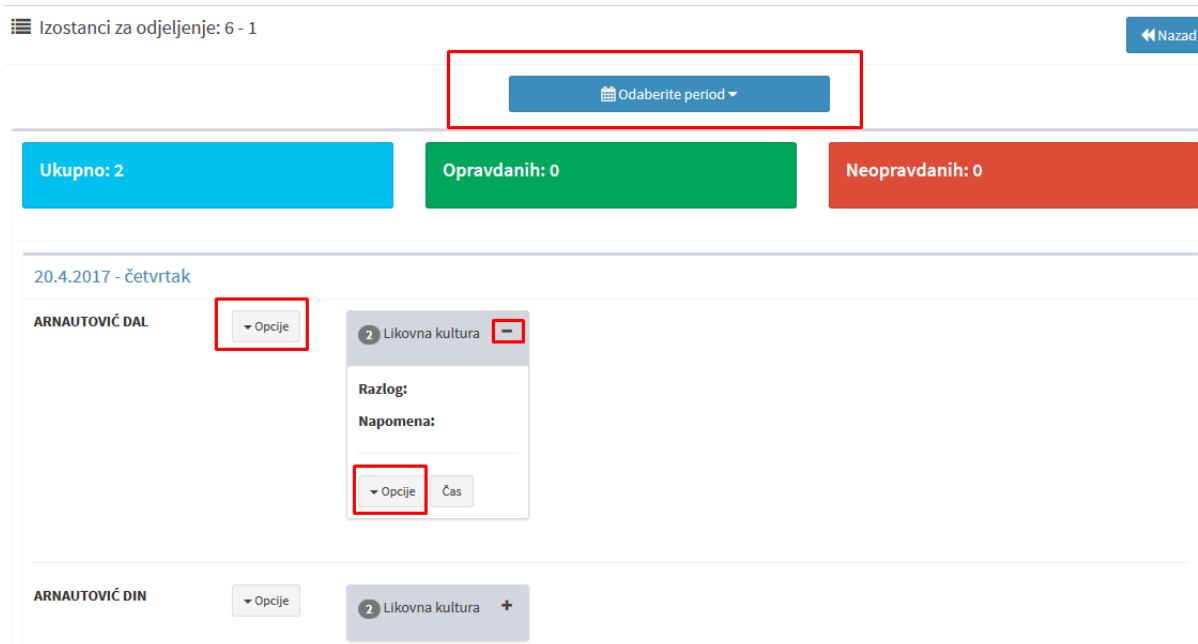 Izostanci za odjeljenje: 6 - 1
Nazad
Odaberite period
Ukupno: 2
Opravdanih: 0
Neopravdanih: 0
20.4.2017 - četvrtak
ARNAUTOVIĆ DAL
Opcije
2 Likovna kultura
Razlog:
Napomena:
Opcije
Čas
ARNAUTOVIĆ DIN
Opcije
2 Likovna kultura